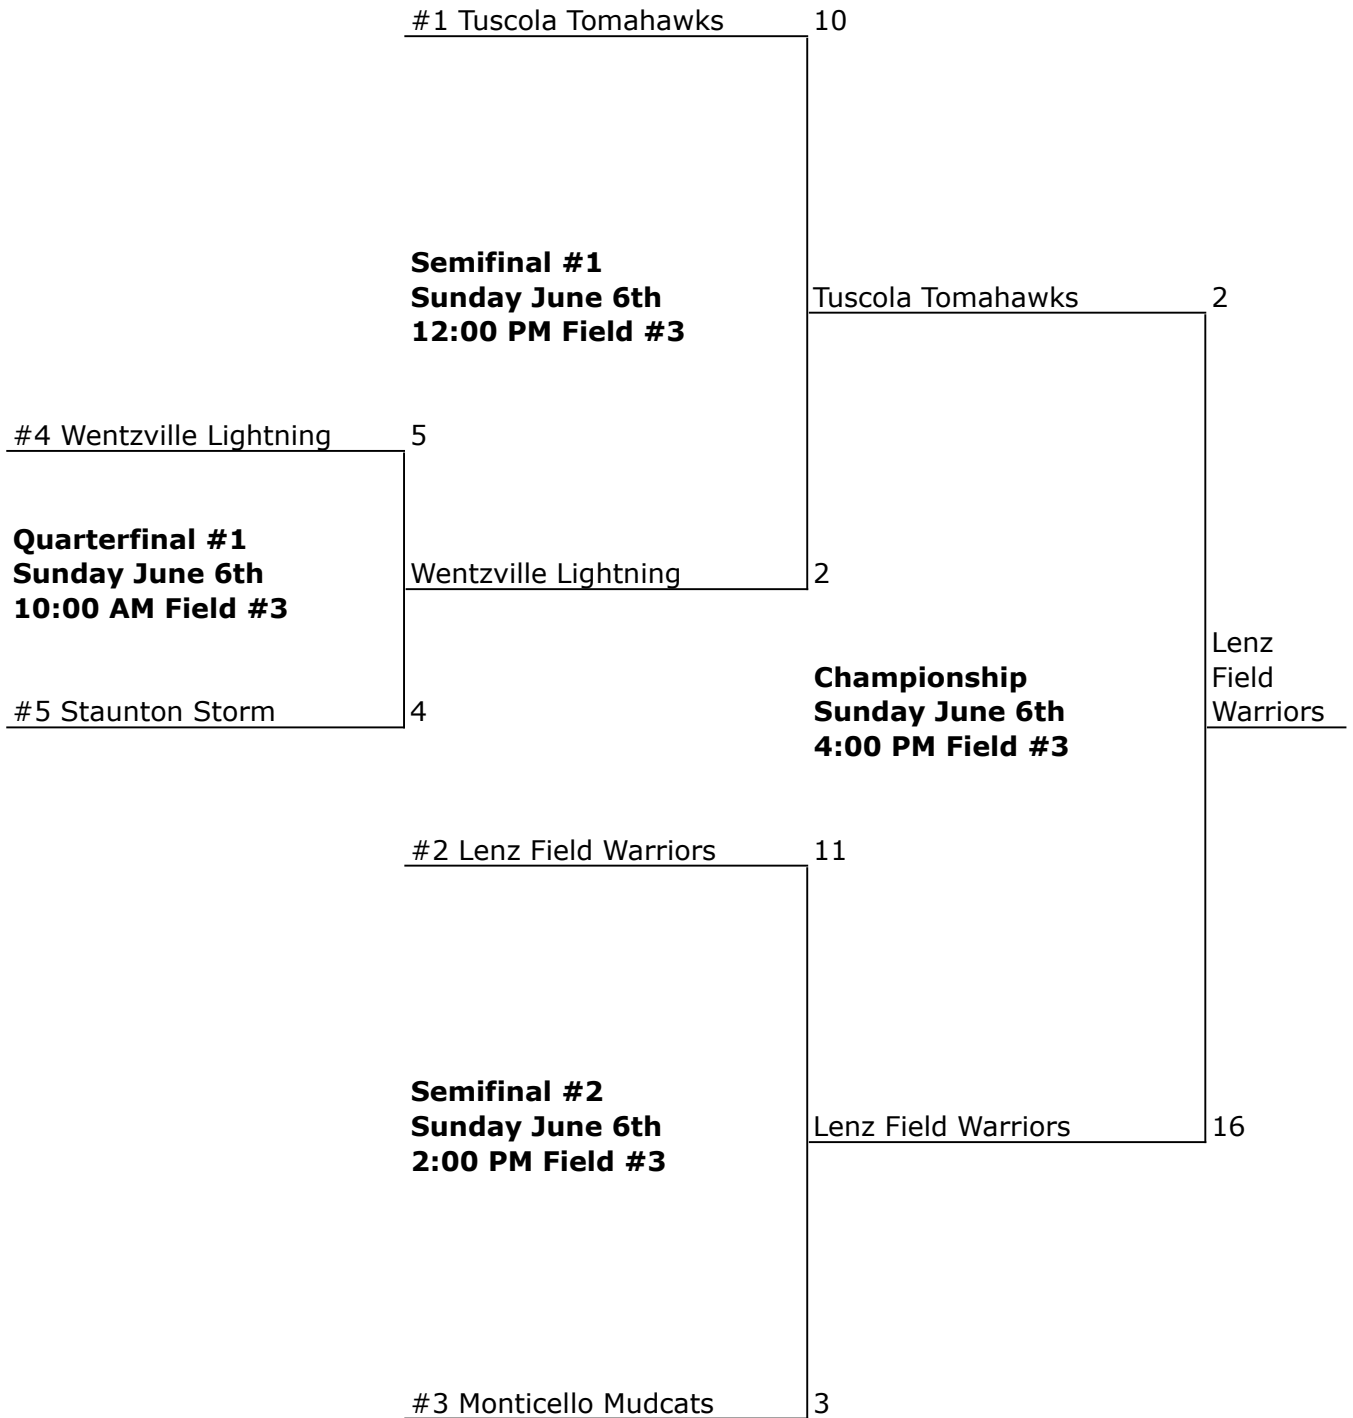 #1 Tuscola Tomahawks 10
Semifinal #1
Sunday June 6th
12:00 PM Field #3
Tuscola Tomahawks 2
#4 Wentzville Lightning 5
Quarterfinal #1
Sunday June 6th
10:00 AM Field #3
Wentzville Lightning 2
#5 Staunton Storm 4
Championship
Sunday June 6th
4:00 PM Field #3
Lenz
Field
Warriors
#2 Lenz Field Warriors 11
Semifinal #2
Sunday June 6th
2:00 PM Field #3
Lenz Field Warriors 16
#3 Monticello Mudcats 3